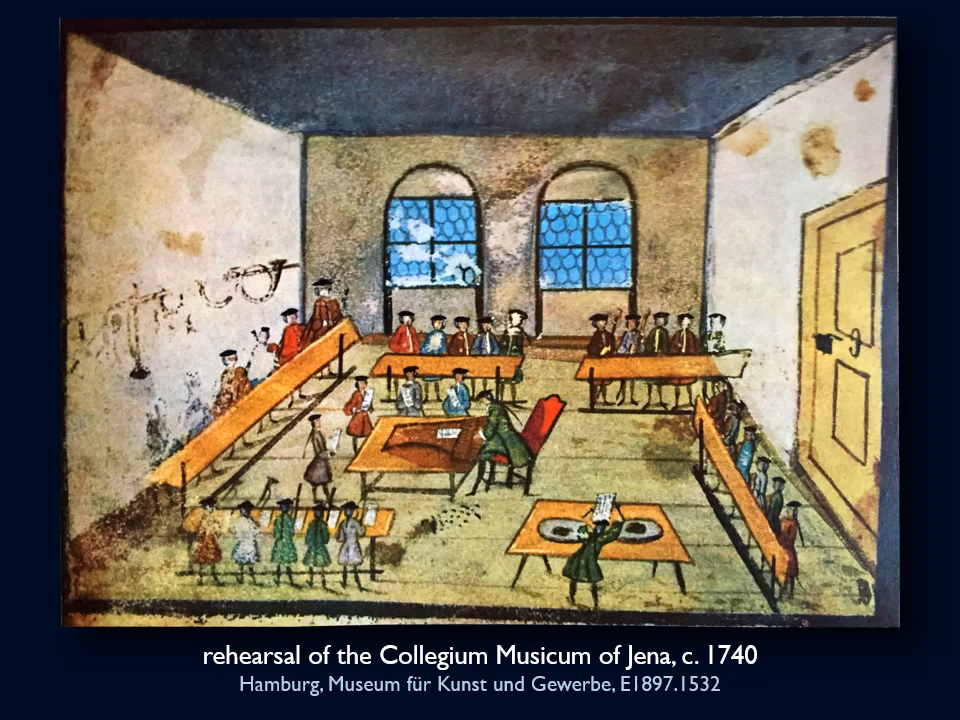 rehearsal of the Collegium Musicum of Jena, c. 1740
Hamburg, Museum für Kunst und Gewerbe, E1897.1532